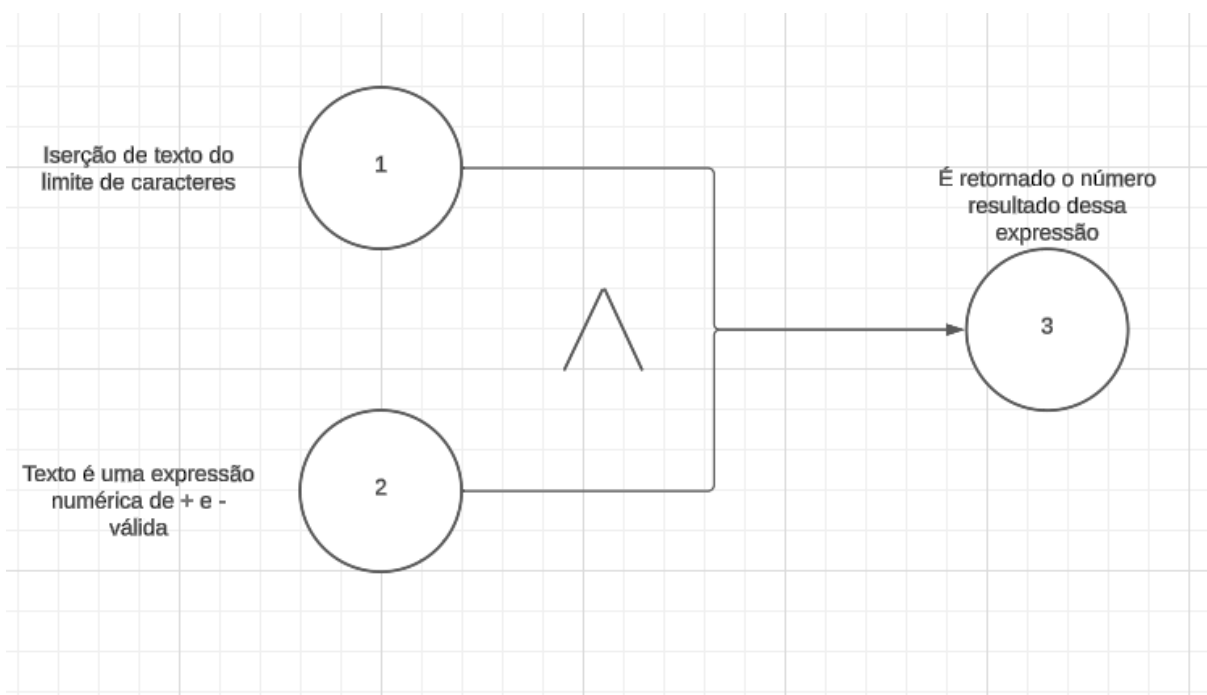 Iserção de texto do
limite de caracteres
1
É retornado o número
resultado dessa
expressão
3
Texto é uma expressão
numérica de + e -
válida
2